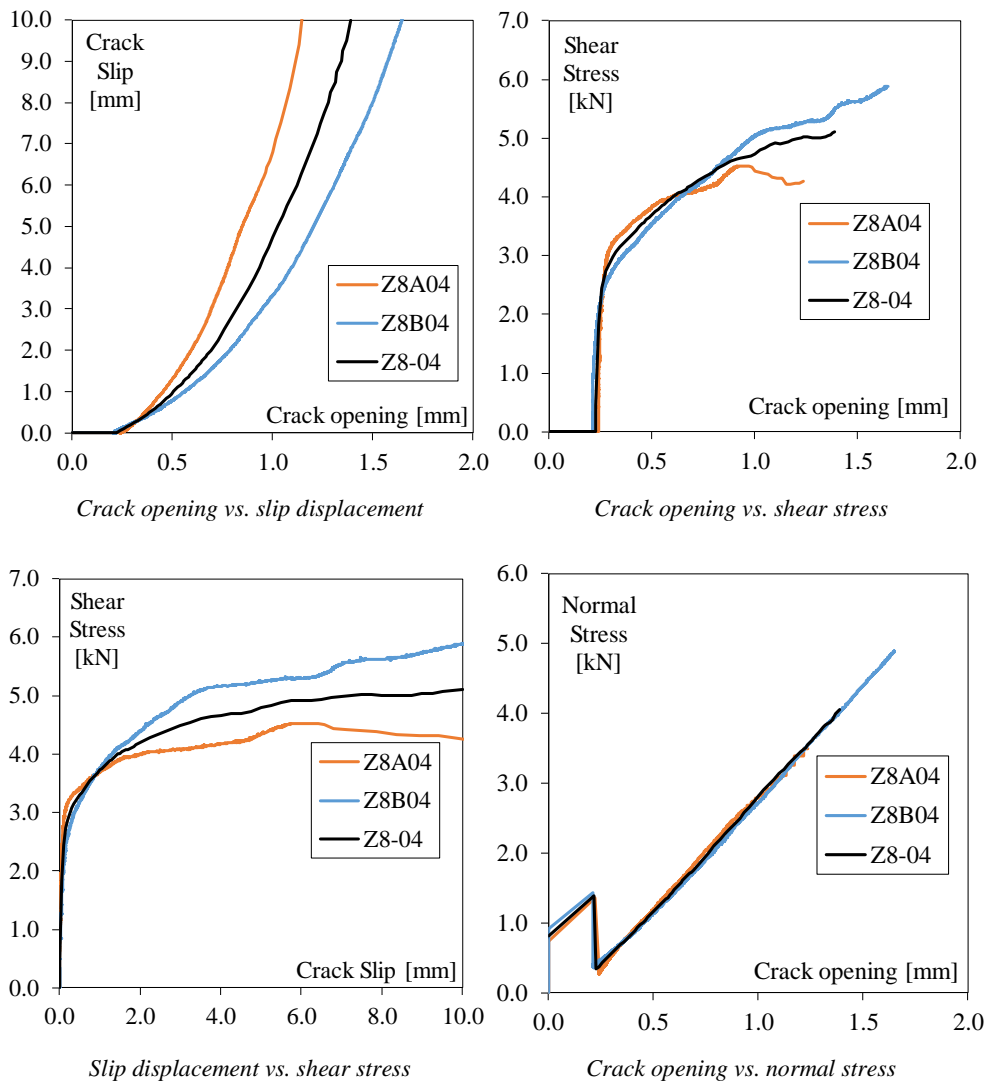 10.0
9.0
8.0
7.0
6.0
5.0
4.0
3.0
2.0
1.0
0.0
Crack
Slip
[mm]
Z8A04
Z8B04
Z8-04
Crack opening [mm]
0.0 0.5 1.0 1.5 2.0
Crack opening vs. slip displacement
7.0
6.0
5.0
4.0
3.0
2.0
1.0
0.0
Shear
Stress
[kN]
Z8A04
Z8B04
Z8-04
Crack opening [mm]
0.0 0.5 1.0 1.5 2.0
Crack opening vs. shear stress
7.0
6.0
5.0
4.0
3.0
2.0
1.0
0.0
Shear
Stress
[kN]
Z8A04
Z8B04
Z8-04
Crack Slip [mm]
0.0 2.0 4.0 6.0 8.0 10.0
Slip displacement vs. shear stress
6.0
5.0
4.0
3.0
2.0
1.0
0.0
Normal
Stress
[kN]
Z8A04
Z8B04
Z8-04
Crack opening [mm]
0.0 0.5 1.0 1.5 2.0
Crack opening vs. normal stress